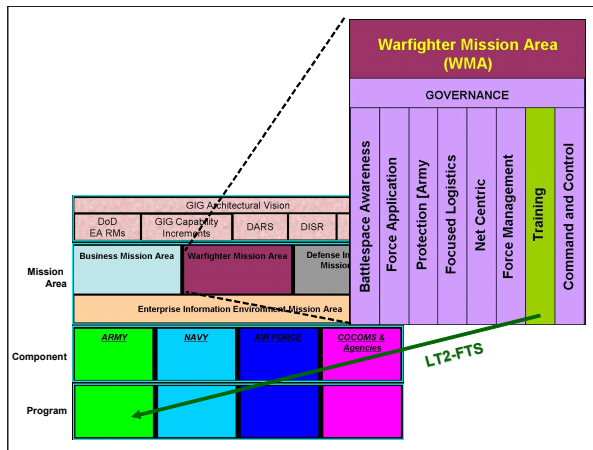 Warfighter Mission Area
(WMA)
GOVERNANCE
Battlespace Awareness
Force Application
Protection [Army
Focused Logistics
Net Centric
Force Management
Training
Command and Control
GIG Architectural Vision
DoD
EA RMs
GIG Capability
Increments
DARS
DISR
Mission
Area
Business Mission Area
Warfighter Mission Area
Defense In
Missio
Enterprise Information Environment Mission Area
Component
ARMY
NAVY
AIR FORCE
COCOMS &
Agencies
LT2-FTS
Program